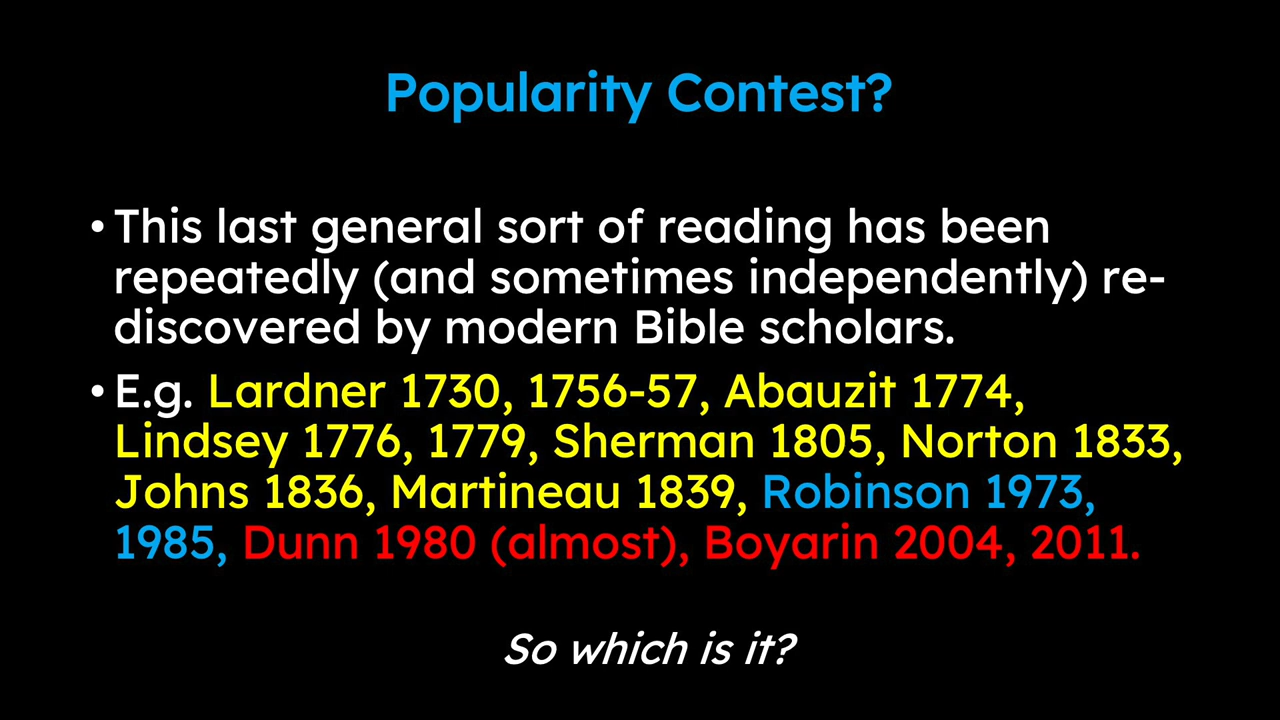 Popularity Contest?
• This last general sort of reading has been
repeatedly (and sometimes independently) re-
discovered by modern Bible scholars.
• E.g. Lardner 1730, 1756-57, Abauzit 1774,
Lindsey 1776, 1779, Sherman 1805, Norton 1833,
Johns 1836, Martineau 1839, Robinson 1973,
1985, Dunn 1980 (almost), Boyarin 2004, 2011.
So which is it?